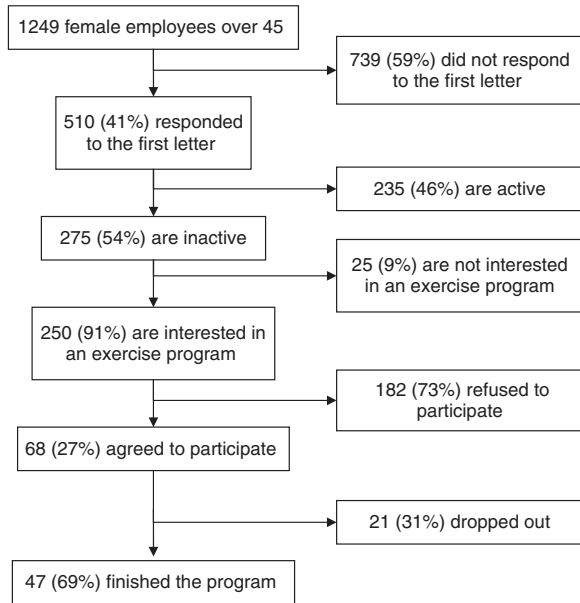 1249 female employees over 45
739 (59%) did not respond
to the first letter
510 (41%) responded
to the first letter
235 (46%) are active
275 (54%) are inactive
25 (9%) are not interested
in an exercise program
250 (91%) are interested in
an exercise program
182 (73%) refused to
participate
68 (27%) agreed to participate
21 (31%) dropped out
47 (69%) finished the program